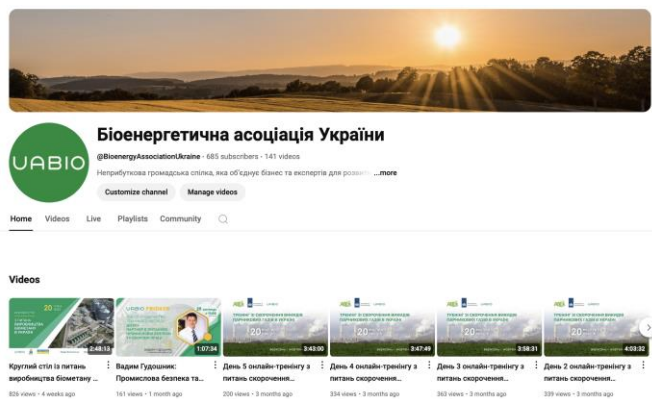 Біоенергетична асоціація України
UABIO
@BioenergyAssociationUkraine · 685 subscribers · 141 videos
Неприбуткова громадська спілка, яка об'єднує бізнес та експертів для розвит ...more
Customize channel Manage videos
Home Videos Live Playlists Community
Videos
20
2:48:13 1:07:34 3:43:00 3:47:49 3:58:31 4:03:32
Круглий стіл із питань Вадим Гудошник: День 5 онлайн-тренінгу з День 4 онлайн-тренінгу з День 3 онлайн-тренінгу з День 2 онлайн-тренінгу з
виробництва біометану ... Промислова безпека та... питань скорочення... питань скорочення... питань скорочення... питань скорочення...
826 views · 4 weeks ago 161 views · 1 month ago 200 views · 3 months ago 334 views · 3 months ago 363 views · 3 months ago 339 views · 3 months ago